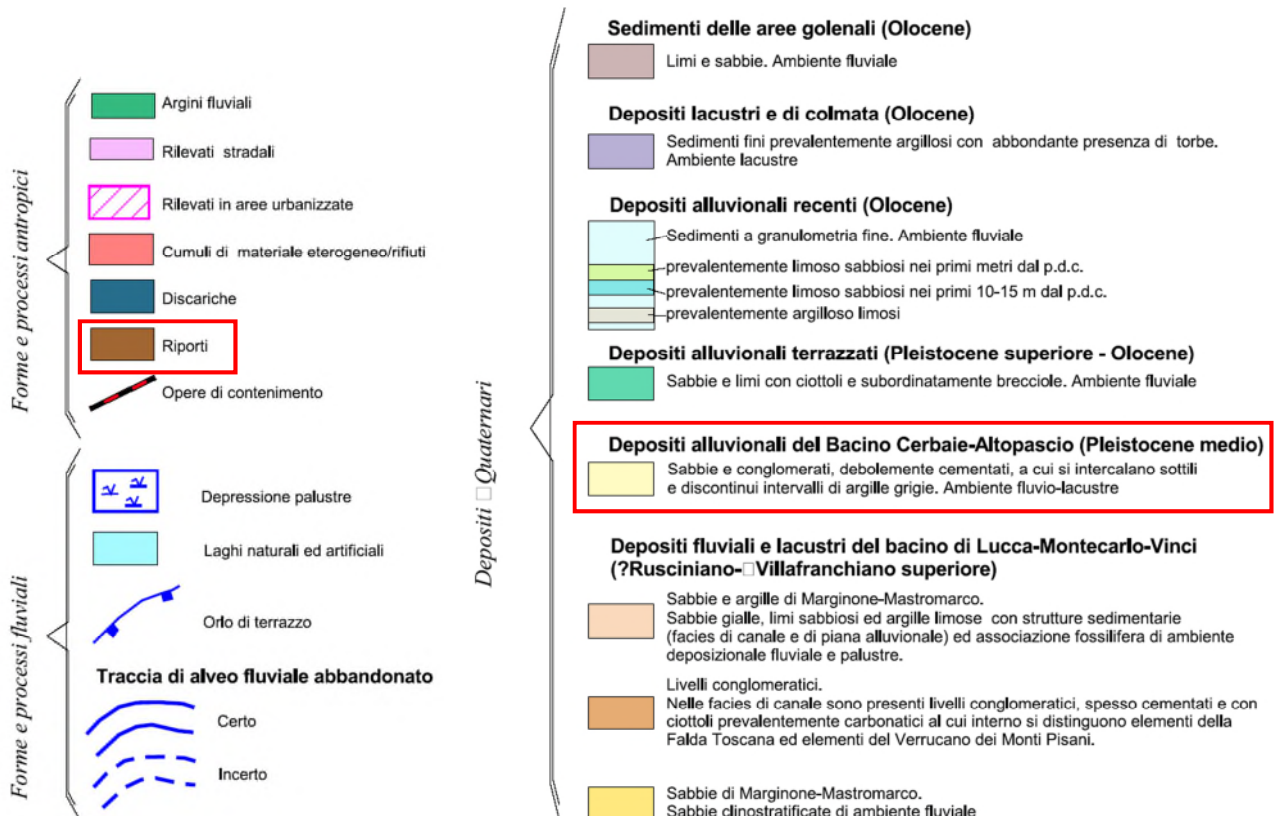 Forme e processi antropici
Argini fluviali
Rilevati stradali
Rilevati in aree urbanizzate
Cumuli di materiale eterogeneo/rifiuti
Discariche
Riporti
Opere di contenimento
Forme e processi fluviali
Depressione palustre
Laghi naturali ed artificiali
Orlo di terrazzo
Traccia di alveo fluviale abbandonato
Certo
Incerto
Depositi □Quaternari
Sedimenti delle aree golenali (Olocene)
Limi e sabbie. Ambiente fluviale
Depositi lacustri e di colmata (Olocene)
Sedimenti fini prevalentemente argillosi con abbondante presenza di torbe.
Ambiente lacustre
Depositi alluvionali recenti (Olocene)
Sedimenti a granulometria fine. Ambiente fluviale
prevalentemente limoso sabbiosi nei primi metri dal p.d.c.
prevalentemente limoso sabbiosi nei primi 10-15 m dal p.d.c.
prevalentemente argilloso limosi
Depositi alluvionali terrazzati (Pleistocene superiore - Olocene)
Sabbie e limi con ciottoli e subordinatamente brecciole. Ambiente fluviale
Depositi alluvionali del Bacino Cerbaie-Altopascio (Pleistocene medio)
Sabbie e conglomerati, debolemente cementati, a cui si intercalano sottili
e discontinui intervalli di argille grigie. Ambiente fluvio-lacustre
Depositi fluviali e lacustri del bacino di Lucca-Montecarlo-Vinci
(?Rusciniano-□Villafranchiano superiore)
Sabbie e argille di Marginone-Mastromarco.
Sabbie gialle, limi sabbiosi ed argille limose con strutture sedimentarie
(facies di canale e di piana alluvionale) ed associazione fossilifera di ambiente
deposizionale fluviale e palustre.
Livelli conglomeratici.
Nelle facies di canale sono presenti livelli conglomeratici, spesso cementati e con
ciottoli prevalentemente carbonatici al cui interno si distinguono elementi della
Falda Toscana ed elementi del Verrucano dei Monti Pisani.
Sabbie di Marginone-Mastromarco.
Sabbie clinostratificate di ambiente fluviale